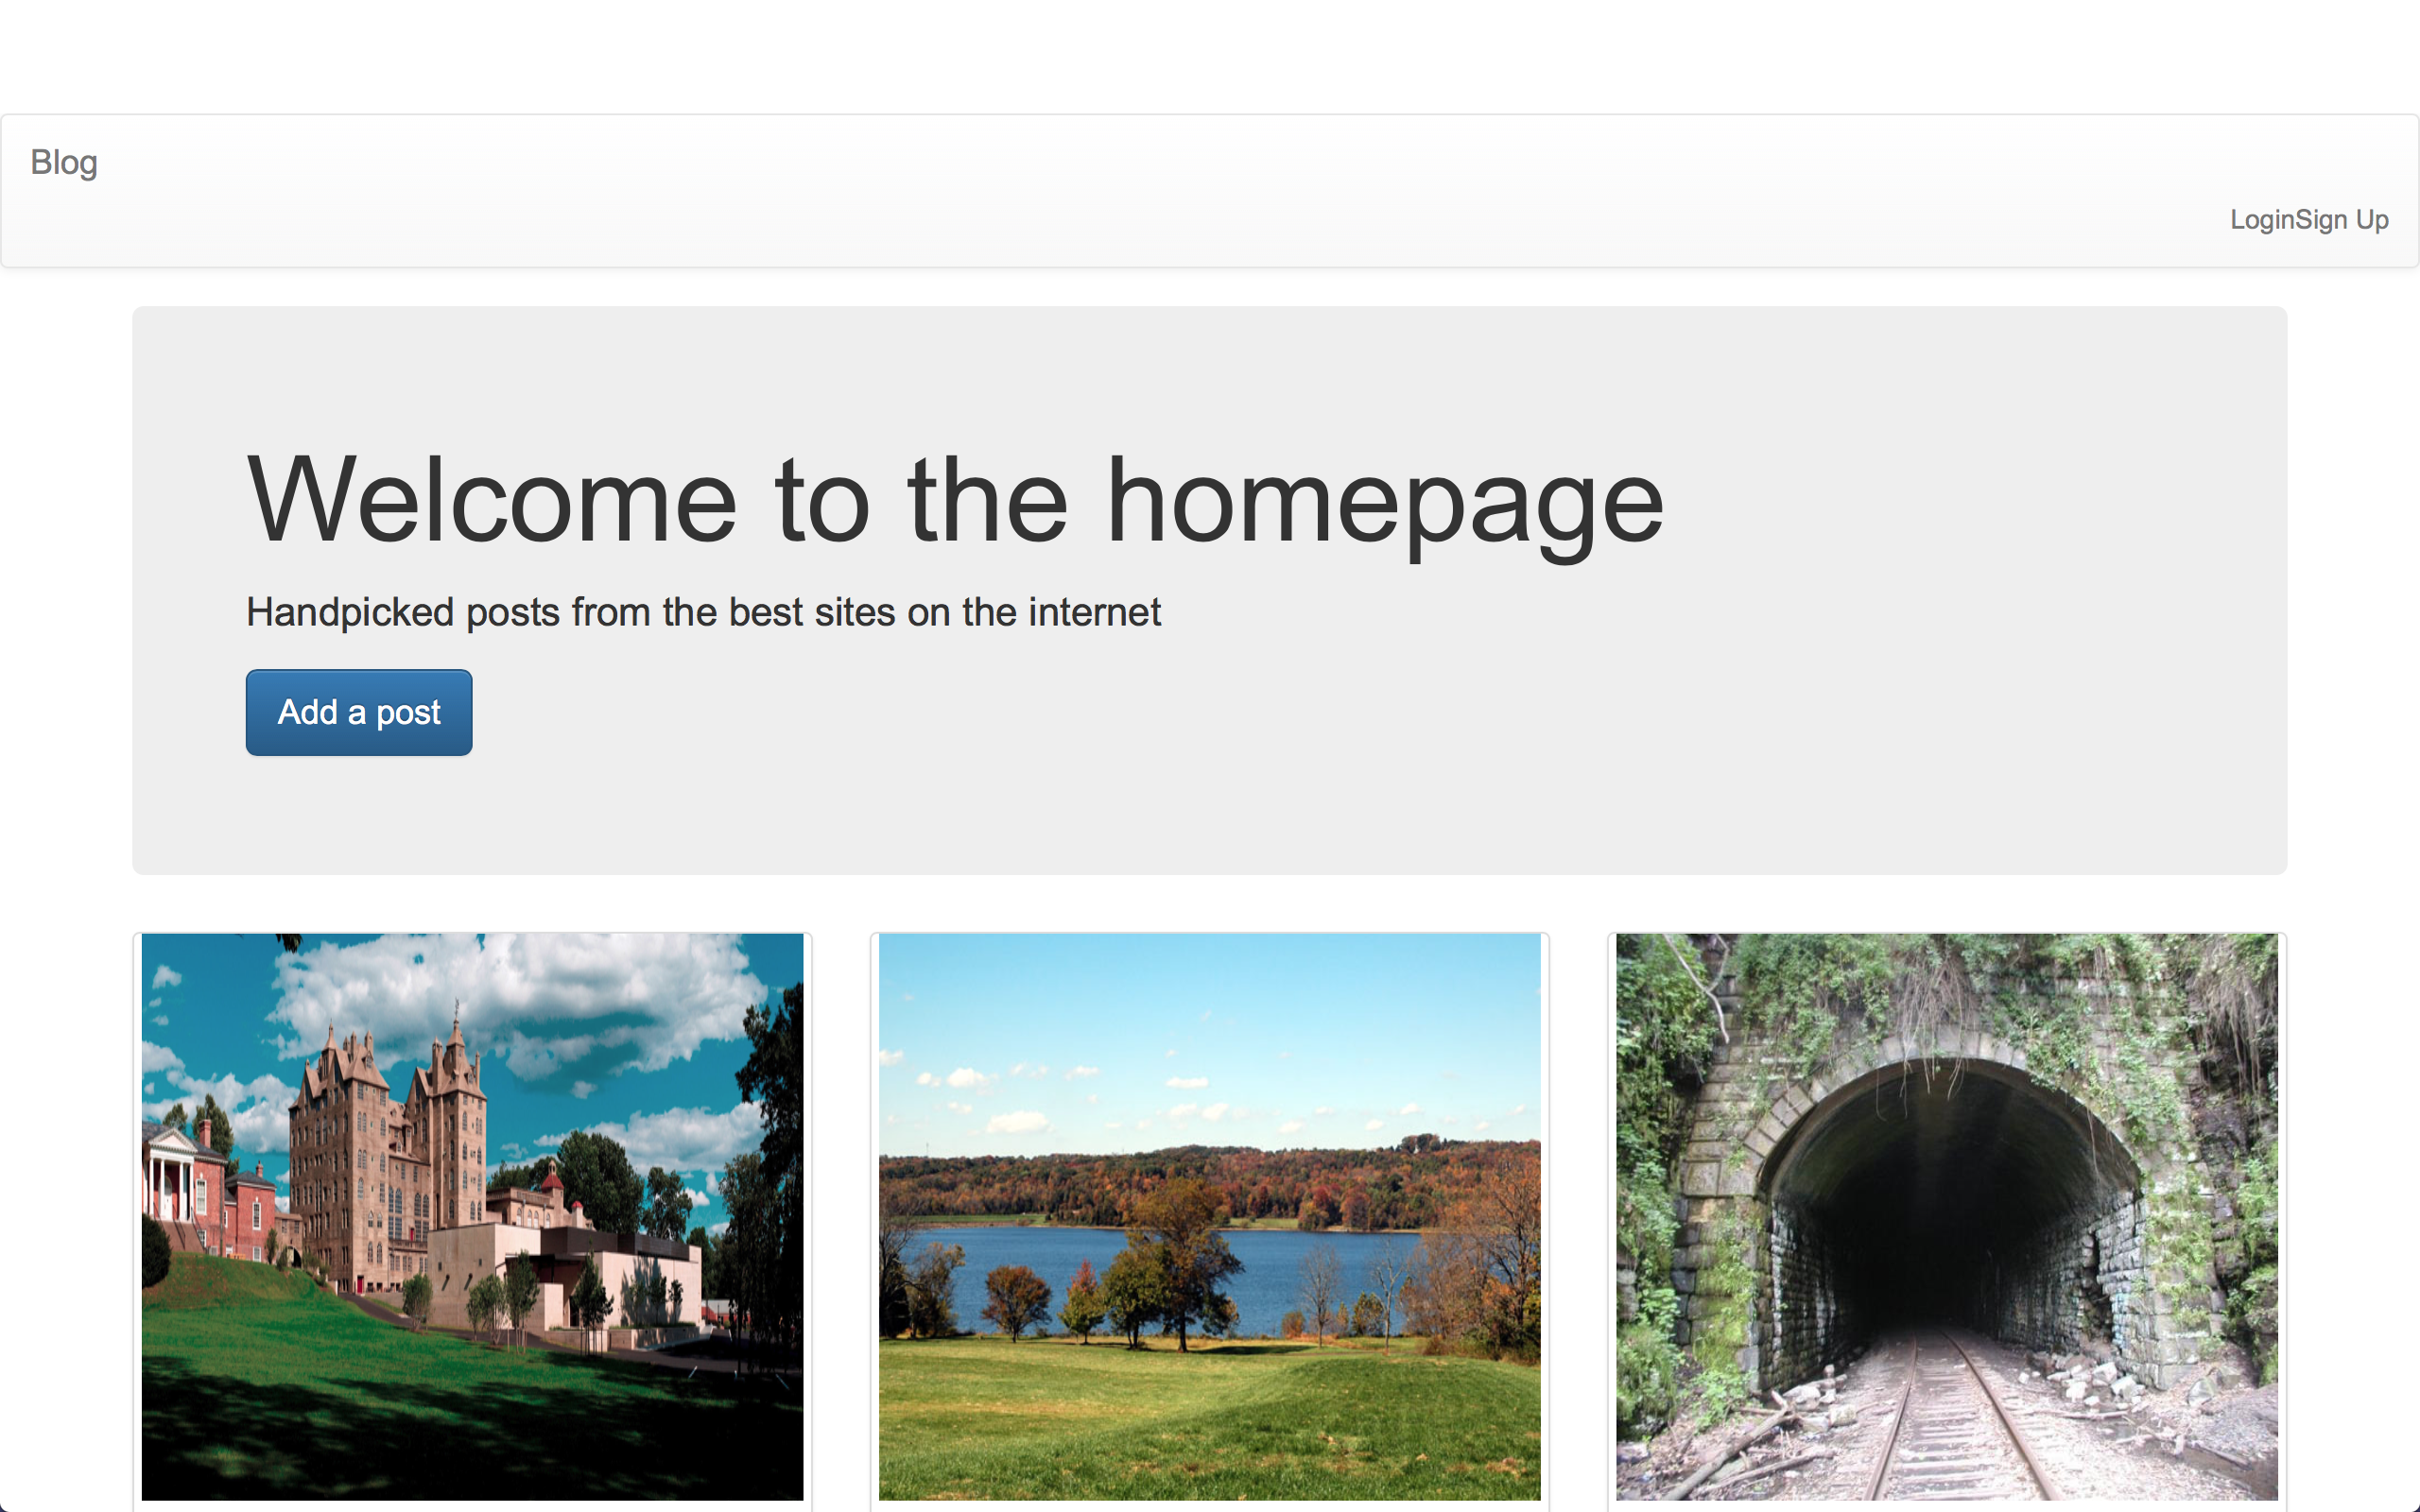 Blog
LoginSign Up
Welcome to the homepage
Handpicked posts from the best sites on the internet
Add a post